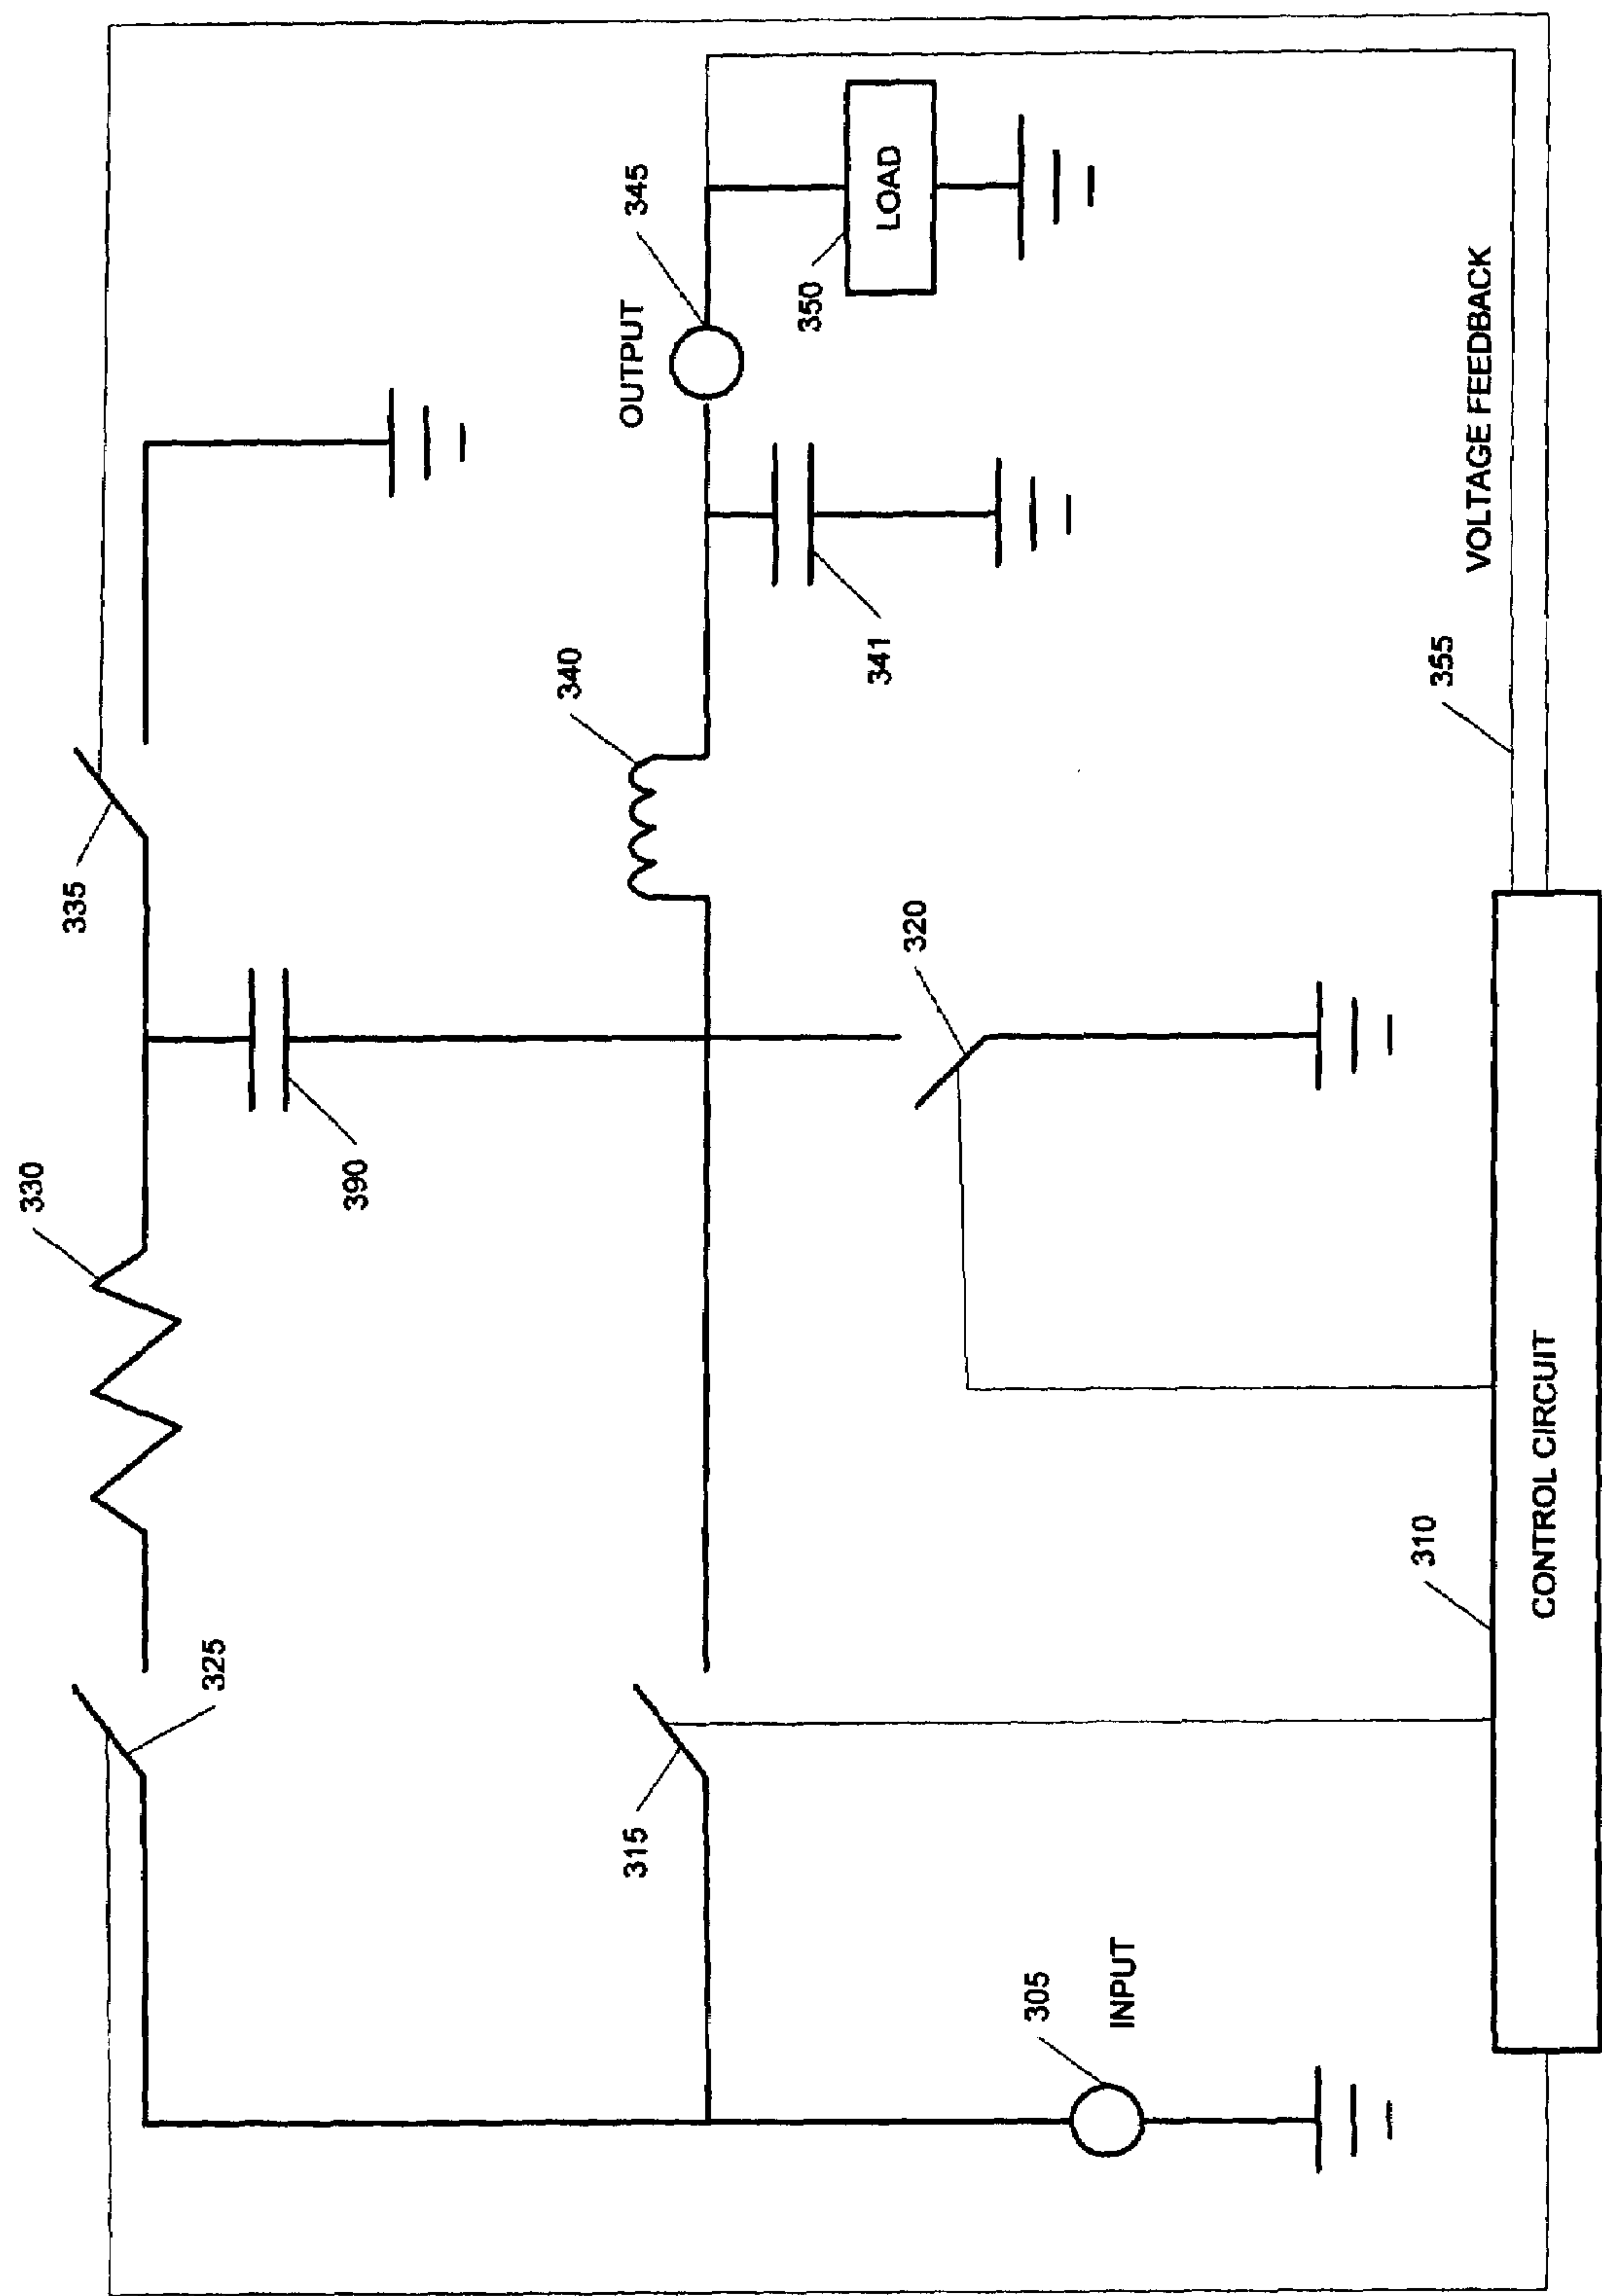 330
335
325
390
340
OUTPUT
345
315
341
350
LOAD
320
305
INPUT
310
355
VOLTAGE FEEDBACK
CONTROL CIRCUIT